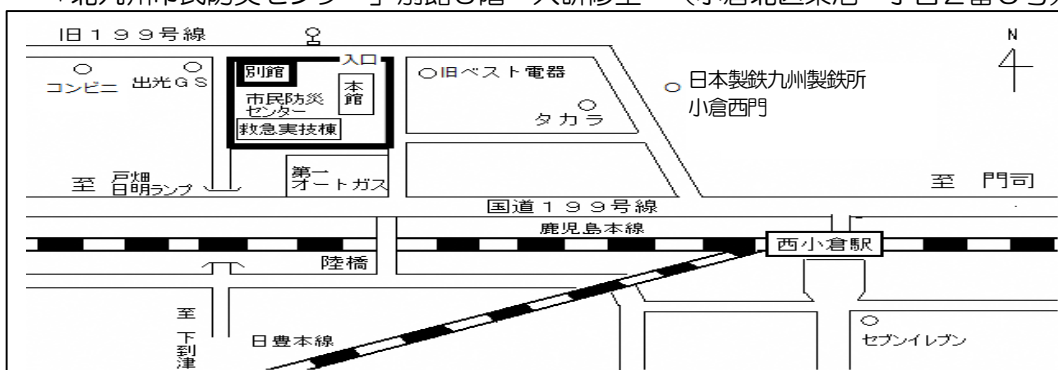 旧１９９号線
N
入口
別館
本館
コンビニ
出光ＧＳ
旧ベスト電器
日本製鉄九州製鉄所
小倉西門
市民防災
センター
タカラ
救急実技棟
至 戸畑
日明ランプ
第一
オートガス
至 門司
国道１９９号線
鹿児島本線
西小倉駅
陸橋
至 下到津
日豊本線
セブンイレブン